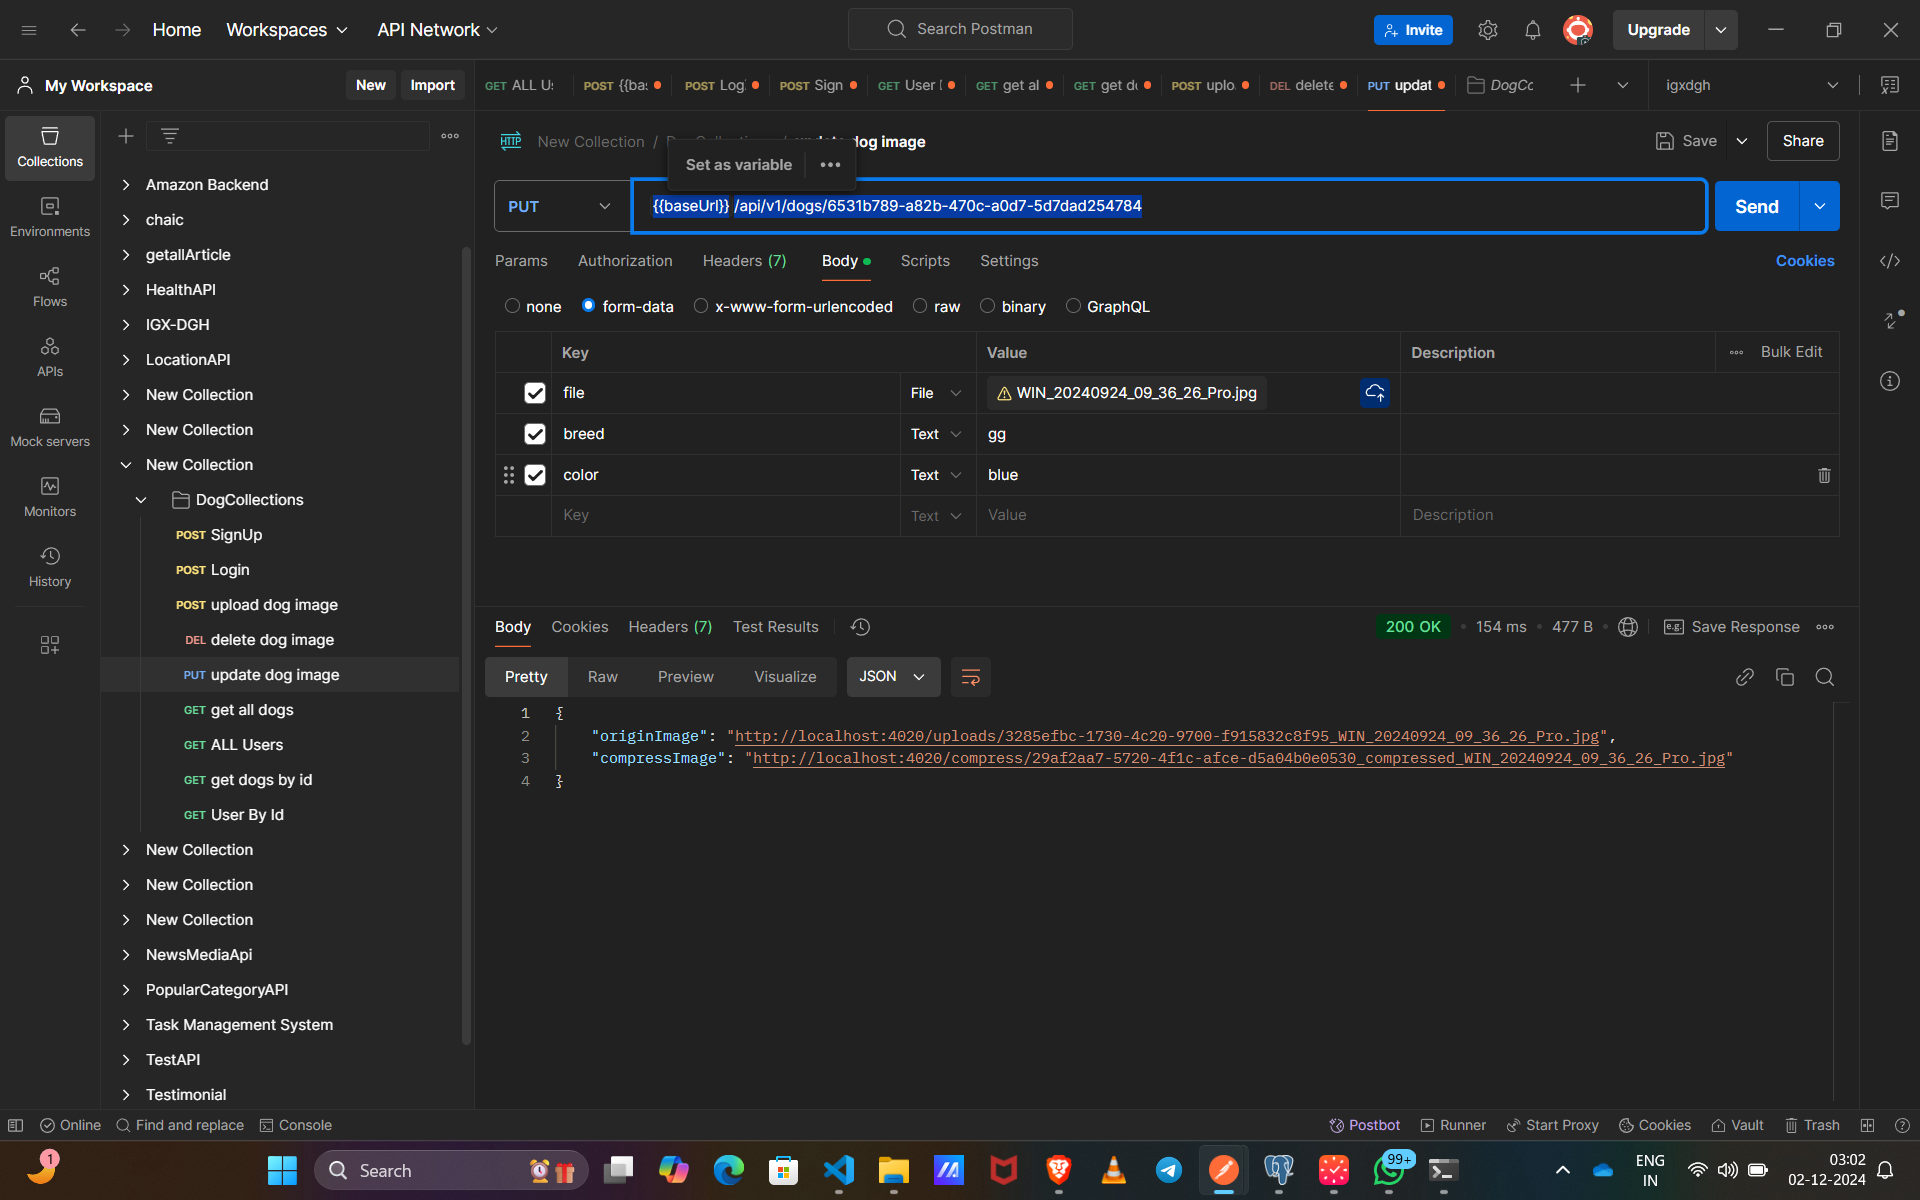 Home Workspaces API Network Search Postman Invite Upgrade
My Workspace New Import
GET ALL Us POST {{bas POST Log POST Sign GET User D GET get al GET get do POST uplo DEL delete PUT updat DogCo igxdgh
Collections
Environments
Flows
APIs
Mock servers
Monitors
History
Amazon Backend
chaic
getallArticle
HealthAPI
IGX-DGH
LocationAPI
New Collection
New Collection
New Collection
DogCollections
POST SignUp
POST Login
POST upload dog image
DEL delete dog image
PUT update dog image
GET get all dogs
GET ALL Users
GET get dogs by id
GET User By Id
New Collection
New Collection
New Collection
NewsMediaApi
PopularCategoryAPI
Task Management System
TestAPI
Testimonial
HTTP New Collection / / dog image Save Share
Set as variable
PUT {{baseUrl}} /api/v1/dogs/6531b789-a82b-470c-a0d7-5d7dad254784 Send
Params Authorization Headers (7) Body Scripts Settings Cookies
none form-data x-www-form-urlencoded raw binary GraphQL
Key Value Description Bulk Edit
file File WIN_20240924_09_36_26_Pro.jpg
breed Text gg
color Text blue
Key Text Value Description
Body Cookies Headers (7) Test Results 200 OK 154 ms 477 B e.g. Save Response
Pretty Raw Preview Visualize JSON
1 {
2 "originImage": "http://localhost:4020/uploads/3285efbc-1730-4c20-9700-f915832c8f95_WIN_20240924_09_36_26_Pro.jpg",
3 "compressImage": "http://localhost:4020/compress/29af2aa7-5720-4f1c-afce-d5a04b0e0530_compressed_WIN_20240924_09_36_26_Pro.jpg"
4 }
Online Find and replace Console Postbot Runner Start Proxy Cookies Vault Trash
1 Search 99+ ENG IN 03:02
02-12-2024